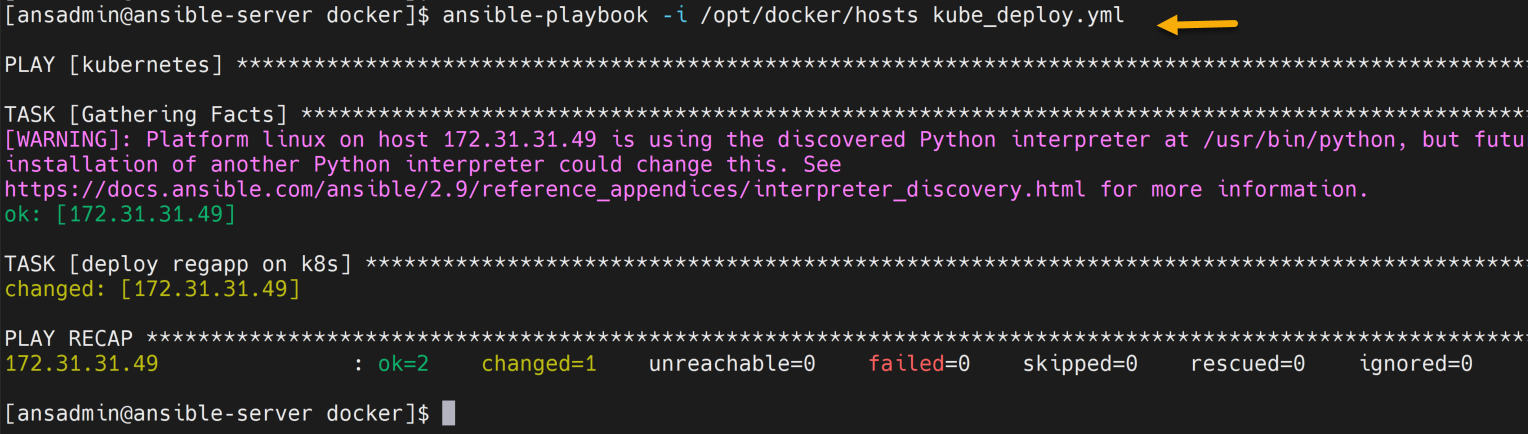 [ansadmin@ansible-server docker]$ ansible-playbook -i /opt/docker/hosts kube_deploy.yml
PLAY [kubernetes] ****************************************************************************************************
TASK [Gathering Facts] ***********************************************************************************************
[WARNING]: Platform linux on host 172.31.31.49 is using the discovered Python interpreter at /usr/bin/python, but futu
installation of another Python interpreter could change this. See
https://docs.ansible.com/ansible/2.9/reference_appendices/interpreter_discovery.html for more information.
ok: [172.31.31.49]
TASK [deploy regapp on k8s] ******************************************************************************************
changed: [172.31.31.49]
PLAY RECAP ***********************************************************************************************************
172.31.31.49 : ok=2 changed=1 unreachable=0 failed=0 skipped=0 rescued=0 ignored=0
[ansadmin@ansible-server docker]$